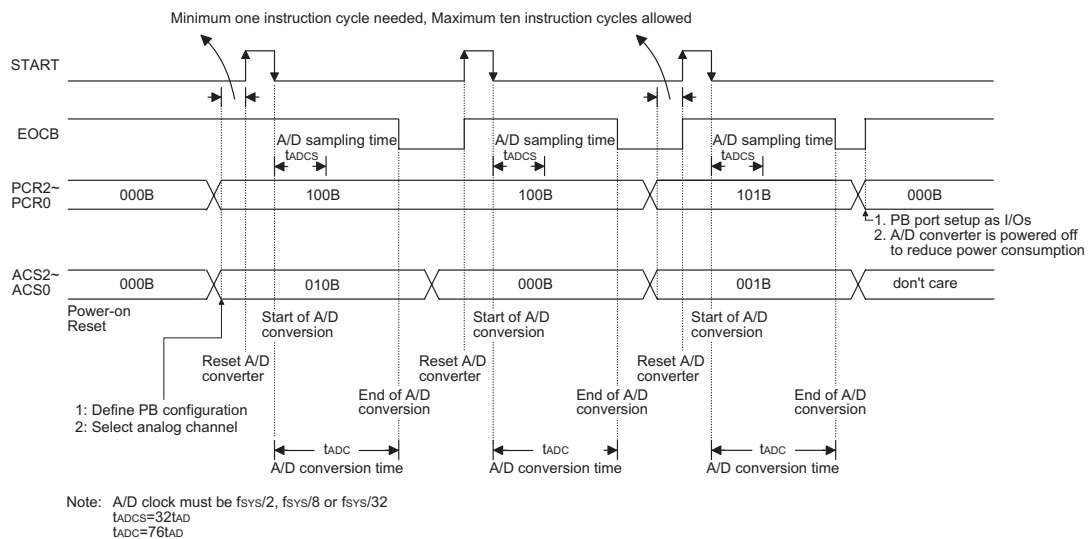 Minimum one instruction cycle needed, Maximum ten instruction cycles allowed
START
EOCB
A/D sampling time
tADCS
A/D sampling time
tADCS
A/D sampling time
tADCS
PCR2~
PCR0
000B
100B
100B
101B
000B
1. PB port setup as I/Os
2. A/D converter is powered off
to reduce power consumption
ACS2~
ACS0
000B
010B
000B
001B
don't care
Power-on
Reset
Start of A/D
conversion
Start of A/D
conversion
Start of A/D
conversion
Reset A/D
converter
Reset A/D
converter
Reset A/D
converter
End of A/D
conversion
End of A/D
conversion
End of A/D
conversion
1: Define PB configuration
2: Select analog channel
tADC
A/D conversion time
tADC
A/D conversion time
tADC
A/D conversion time
Note: A/D clock must be fSYS/2, fSYS/8 or fSYS/32
tADCS=32tAD
tADC=76tAD